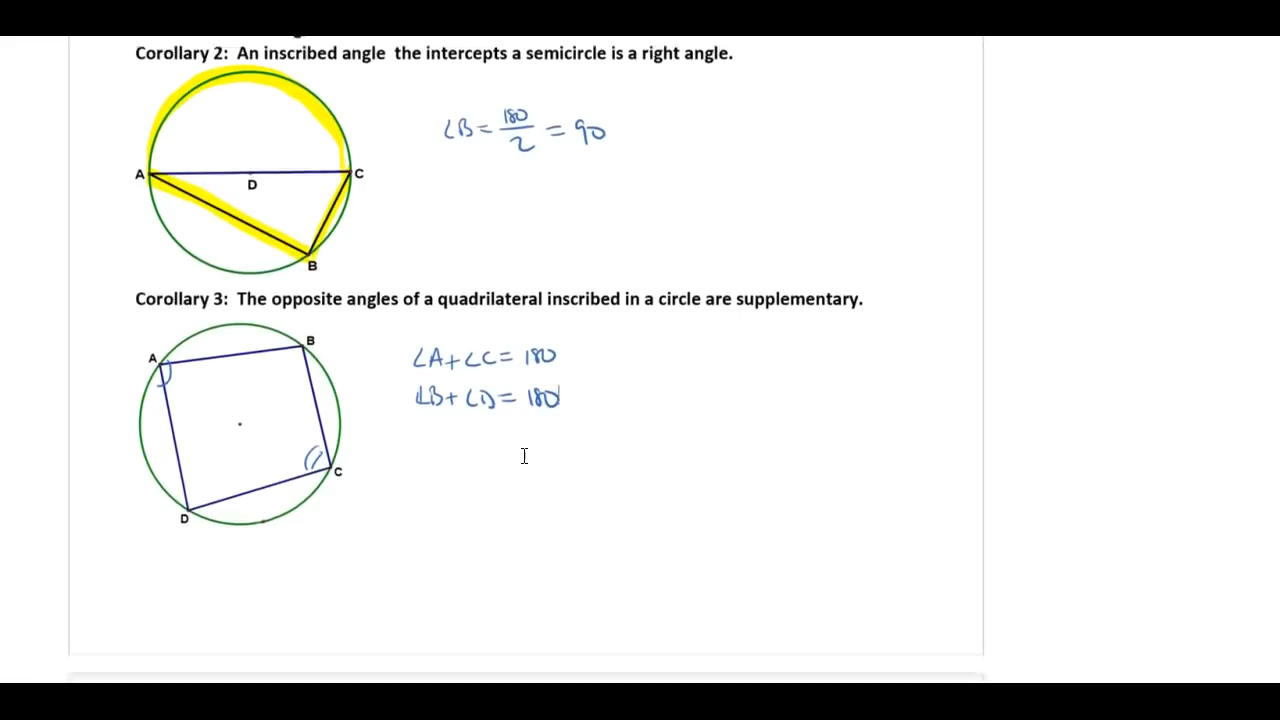 Corollary 2: An inscribed angle the intercepts a semicircle is a right angle.
∠B = 180/2 = 90
A
D
C
B
Corollary 3: The opposite angles of a quadrilateral inscribed in a circle are supplementary.
B
A
∠A + ∠C = 180
∠B + ∠D = 180
C
D